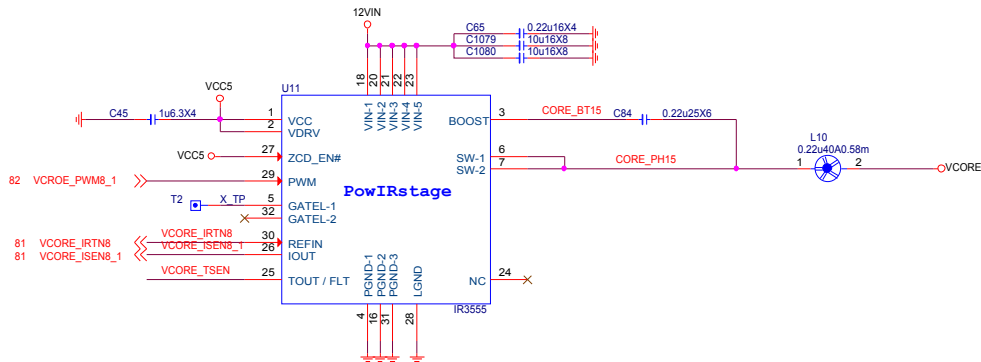 12VIN
C65 0.22u16X4
C1079 10u16X8
C1080 10u16X8
18 20 21 22 23
U11
VCC5
C45 1u6.3X4
VIN-1 VIN-2 VIN-3 VIN-4 VIN-5
1 VCC
2 VDRV
BOOST 3 CORE_BT15 C84 0.22u25X6
L10
0.22u40A0.58m
VCC5 27 ZCD_EN#
SW-1 6
SW-2 7 CORE_PH15 1 2 VCORE
82 VCROE_PWM8_1 29 PWM
PowIRstage
T2 X_TP 5 GATEL-1
32 GATEL-2
81 VCORE_IRTN8 VCORE_IRTN8 30 REFIN
81 VCORE_ISEN8_1 VCORE_ISEN8_1 26 IOUT
VCORE_TSEN 25 TOUT / FLT
NC 24
PGND-1 PGND-2 PGND-3 LGND
IR3555
4 16 31 28